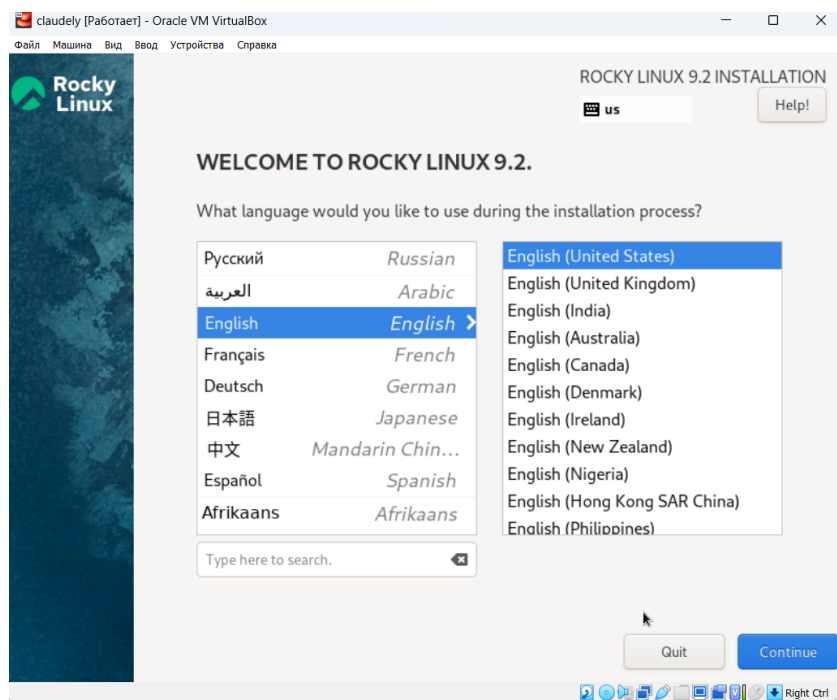 claudely [Работает] - Oracle VM VirtualBox
Файл Машина Вид Ввод Устройства Справка
Rocky
Linux
ROCKY LINUX 9.2 INSTALLATION
us
Help!
WELCOME TO ROCKY LINUX 9.2.
What language would you like to use during the installation process?
Русский Russian
العربية Arabic
English English
Français French
Deutsch German
日本語 Japanese
中文 Mandarin Chin...
Español Spanish
Afrikaans Afrikaans
Type here to search.
English (United States)
English (United Kingdom)
English (India)
English (Australia)
English (Canada)
English (Denmark)
English (Ireland)
English (New Zealand)
English (Nigeria)
English (Hong Kong SAR China)
English (Philippines)
Quit
Continue
Right Ctrl